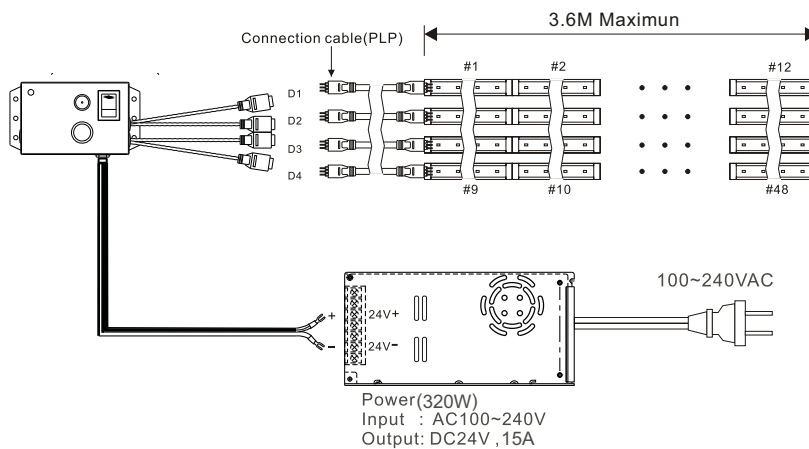 3.6M Maximun
Connection cable(PLP)
#1
#2
#12
D1
D2
D3
D4
#9
#10
#48
100~240VAC
+
24V+
−
24V−
Power(320W)
Input : AC100~240V
Output: DC24V ,15A